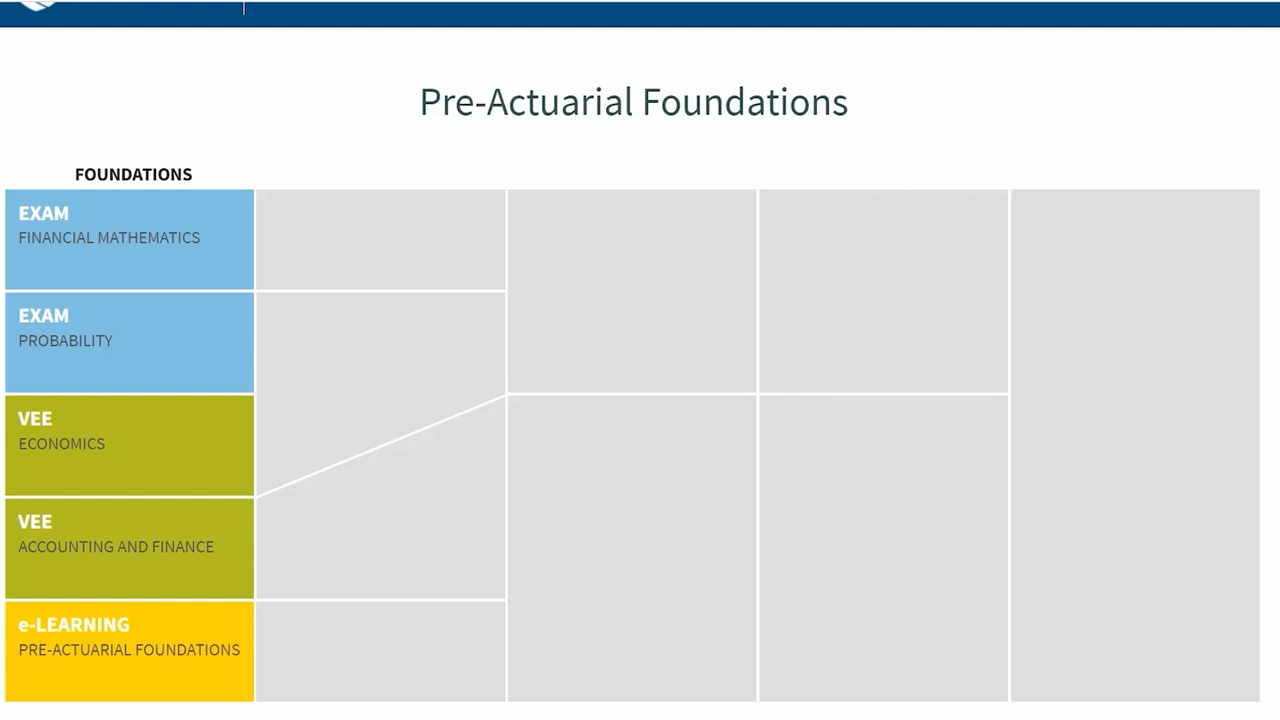 Pre-Actuarial Foundations
FOUNDATIONS
EXAM
FINANCIAL MATHEMATICS
EXAM
PROBABILITY
VEE
ECONOMICS
VEE
ACCOUNTING AND FINANCE
e-LEARNING
PRE-ACTUARIAL FOUNDATIONS